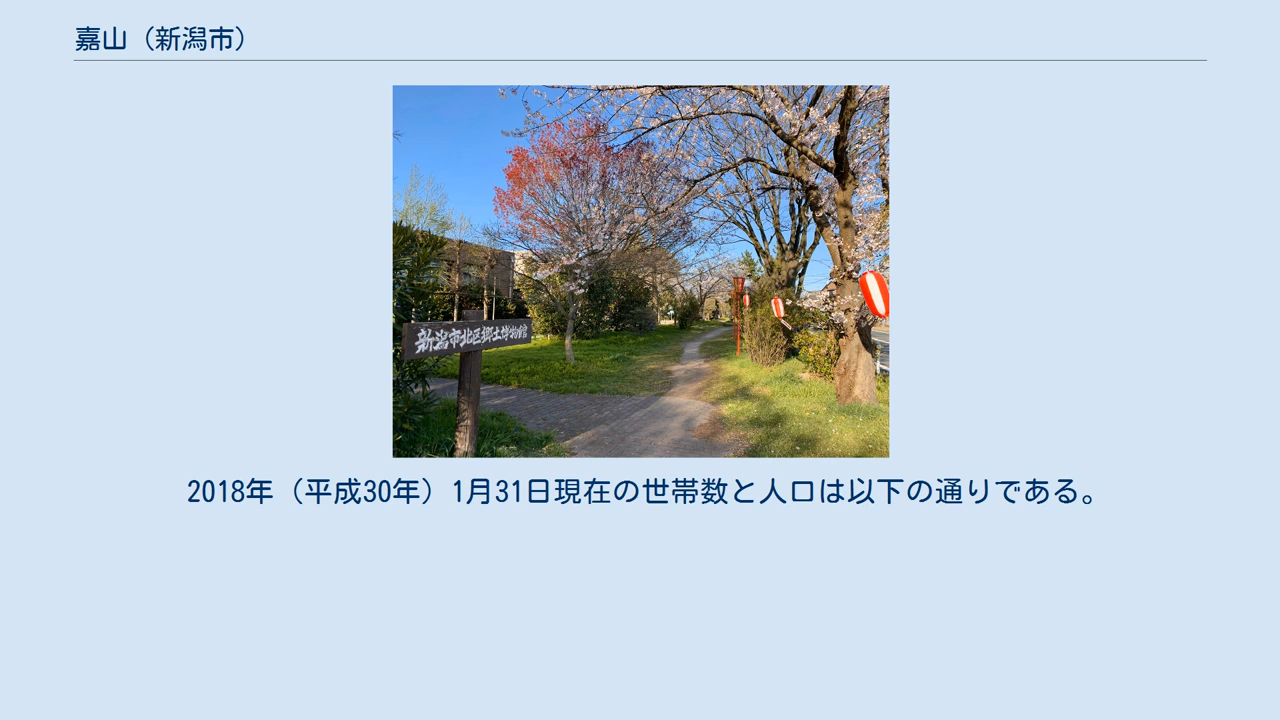 嘉山（新潟市）
新潟市北区郷土博物館
2018年（平成30年）1月31日現在の世帯数と人口は以下の通りである。